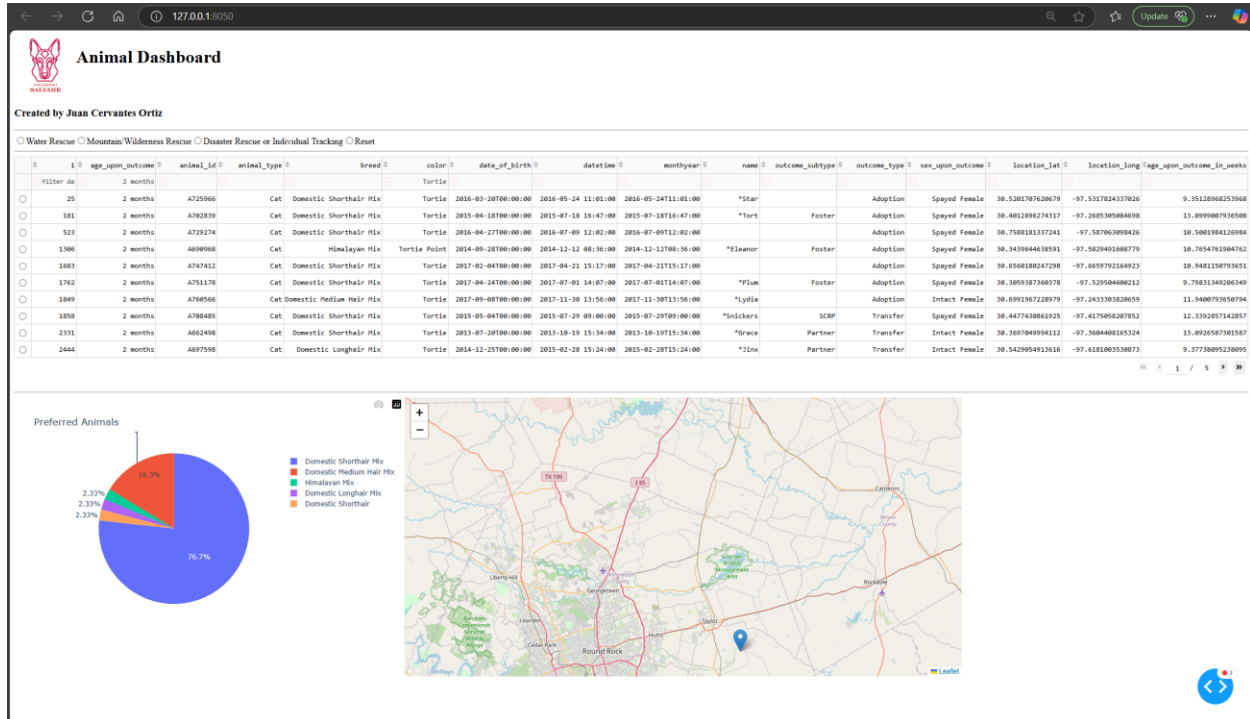 127.0.0.1:8050
Update
Animal Dashboard
Created by Juan Cervantes Ortiz
Water Rescue Mountain/Wilderness Rescue Disaster Rescue or Individual Tracking Reset
1 age_upon_outcome animal_id animal_type breed color date_of_birth datetime monthyear name outcome_subtype outcome_type sex_upon_outcome location_lat location_long age_upon_outcome_in_weeks
filter da 2 months Tortie
25 2 months A725966 Cat Domestic Shorthair Mix Tortie 2016-03-20T00:00:00 2016-05-24 11:01:00 2016-05-24T11:01:00 *Star Adoption Spayed Female 30.5201707620679 -97.5317824337026 9.35128968253968
181 2 months A702839 Cat Domestic Shorthair Mix Tortie 2015-04-18T00:00:00 2015-07-18 16:47:00 2015-07-18T16:47:00 *Tort Foster Adoption Spayed Female 30.4012896274317 -97.2685305084698 13.0999007936508
523 2 months A729274 Cat Domestic Shorthair Mix Tortie 2016-04-27T00:00:00 2016-07-09 12:02:00 2016-07-09T12:02:00 Adoption Spayed Female 30.7588181337241 -97.587063098426 10.5001984126984
1306 2 months A690968 Cat Himalayan Mix Tortie Point 2014-09-28T00:00:00 2014-12-12 08:36:00 2014-12-12T08:36:00 *Eleanor Foster Adoption Spayed Female 30.3439644638591 -97.5829491608779 10.7654761904762
1683 2 months A747412 Cat Domestic Shorthair Mix Tortie 2017-02-04T00:00:00 2017-04-21 15:17:00 2017-04-21T15:17:00 Adoption Spayed Female 30.6560180247298 -97.6659792164923 10.9481150793651
1762 2 months A751178 Cat Domestic Shorthair Mix Tortie 2017-04-24T00:00:00 2017-07-01 14:07:00 2017-07-01T14:07:00 *Plum Foster Adoption Spayed Female 30.3059387360378 -97.529504600212 9.79831349206349
1849 2 months A760566 Cat Domestic Medium Hair Mix Tortie 2017-09-08T00:00:00 2017-11-30 13:56:00 2017-11-30T13:56:00 *Lydia Adoption Intact Female 30.6991967228979 -97.2433303820659 11.9400793650794
1858 2 months A708485 Cat Domestic Shorthair Mix Tortie 2015-05-04T00:00:00 2015-07-29 09:00:00 2015-07-29T09:00:00 *Snickers SCRP Transfer Spayed Female 30.4477430861925 -97.4175058207852 12.3392857142857
2331 2 months A662498 Cat Domestic Shorthair Mix Tortie 2013-07-20T00:00:00 2013-10-19 15:34:00 2013-10-19T15:34:00 *Grace Partner Transfer Intact Female 30.3697049994112 -97.3604408165324 13.0926587301587
2444 2 months A697598 Cat Domestic Longhair Mix Tortie 2014-12-25T00:00:00 2015-02-28 15:24:00 2015-02-28T15:24:00 *Jinx Partner Transfer Intact Female 30.5429054913616 -97.6181003530873 9.37738095238095
1 / 5
Preferred Animals
16.3%
2.33%
2.33%
2.33%
76.7%
Domestic Shorthair Mix
Domestic Medium Hair Mix
Himalayan Mix
Domestic Longhair Mix
Domestic Shorthair
+
−
TX 195
I 35
Cameron
Milam
County
Liberty Hill
Georgetown
Rockdale
Leander
Taylor
Hutto
Cedar Park
Round Rock
Leaflet
3